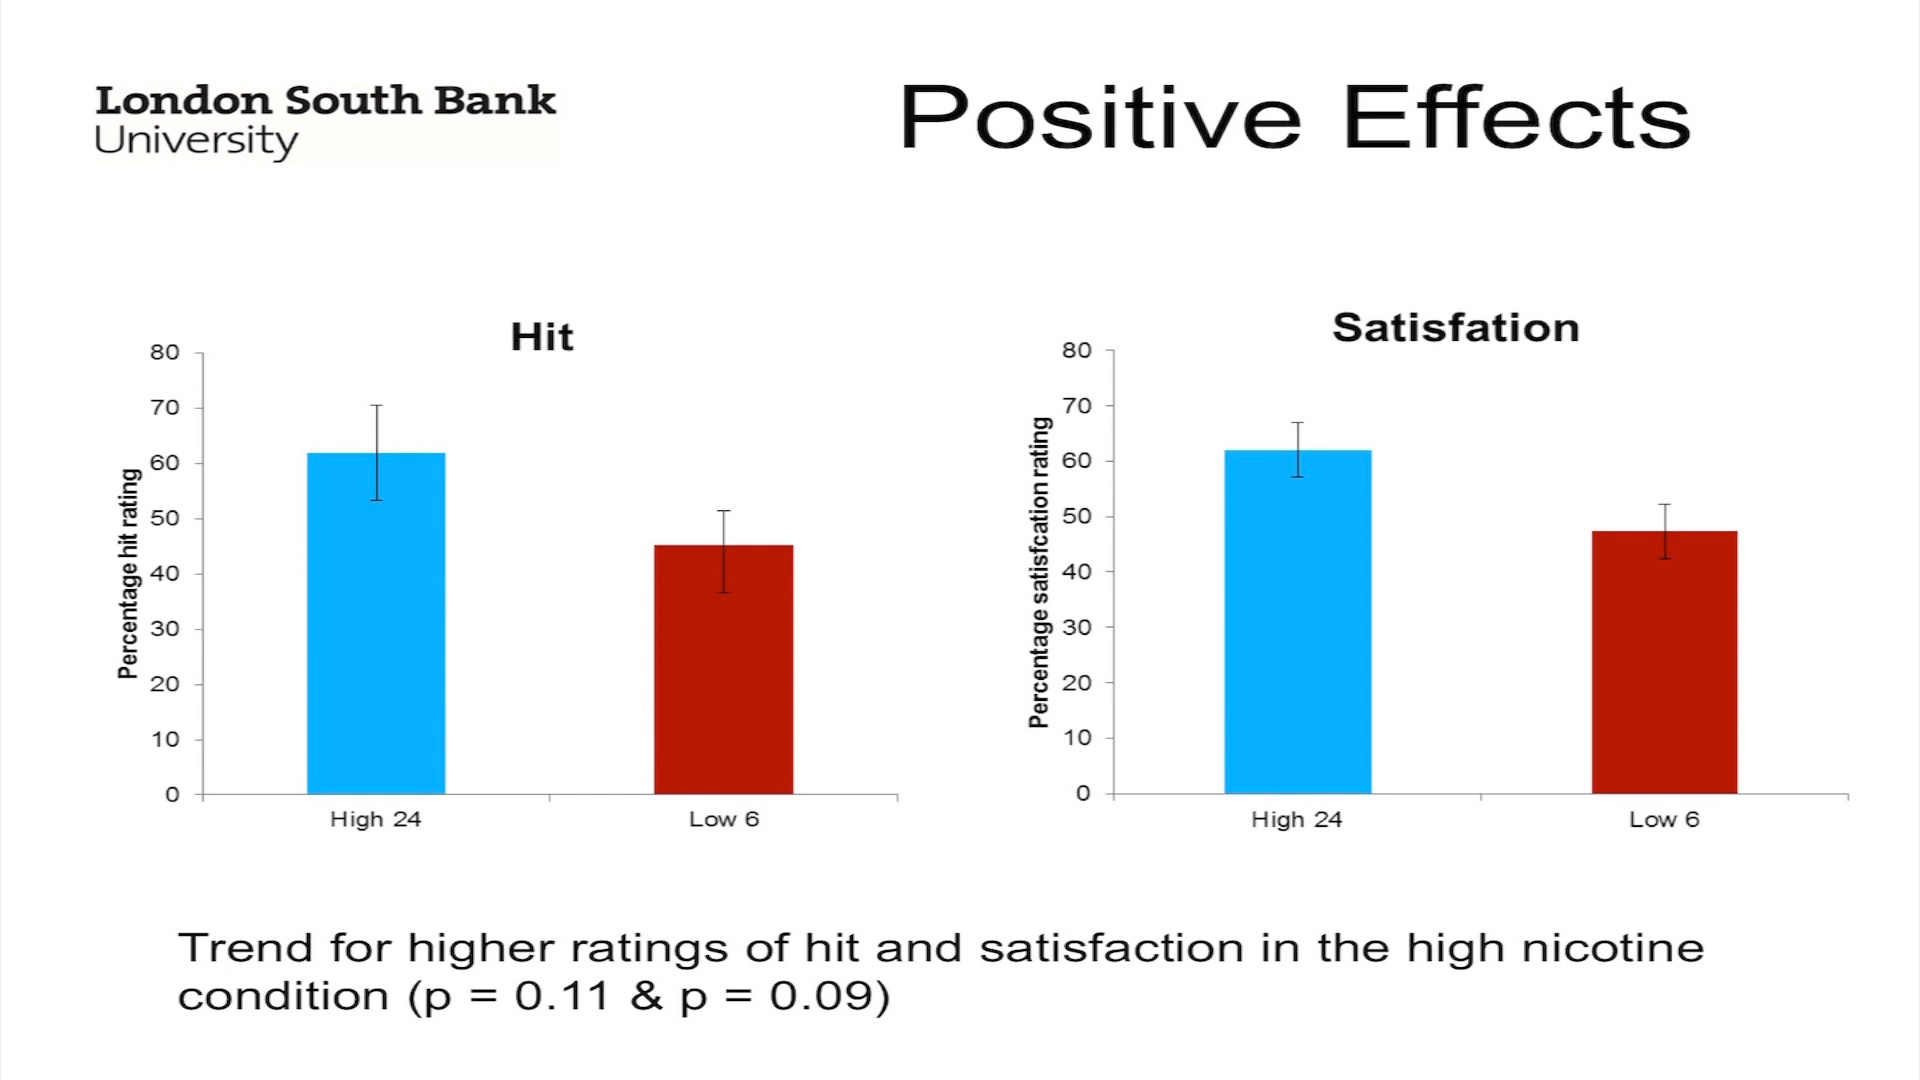 London South Bank
University
Positive Effects
Hit
80
70
60
50
40
30
20
10
0
Percentage hit rating
High 24
Low 6
Satisfation
80
70
60
50
40
30
20
10
0
Percentage satisfcation rating
High 24
Low 6
Trend for higher ratings of hit and satisfaction in the high nicotine
condition (p = 0.11 & p = 0.09)